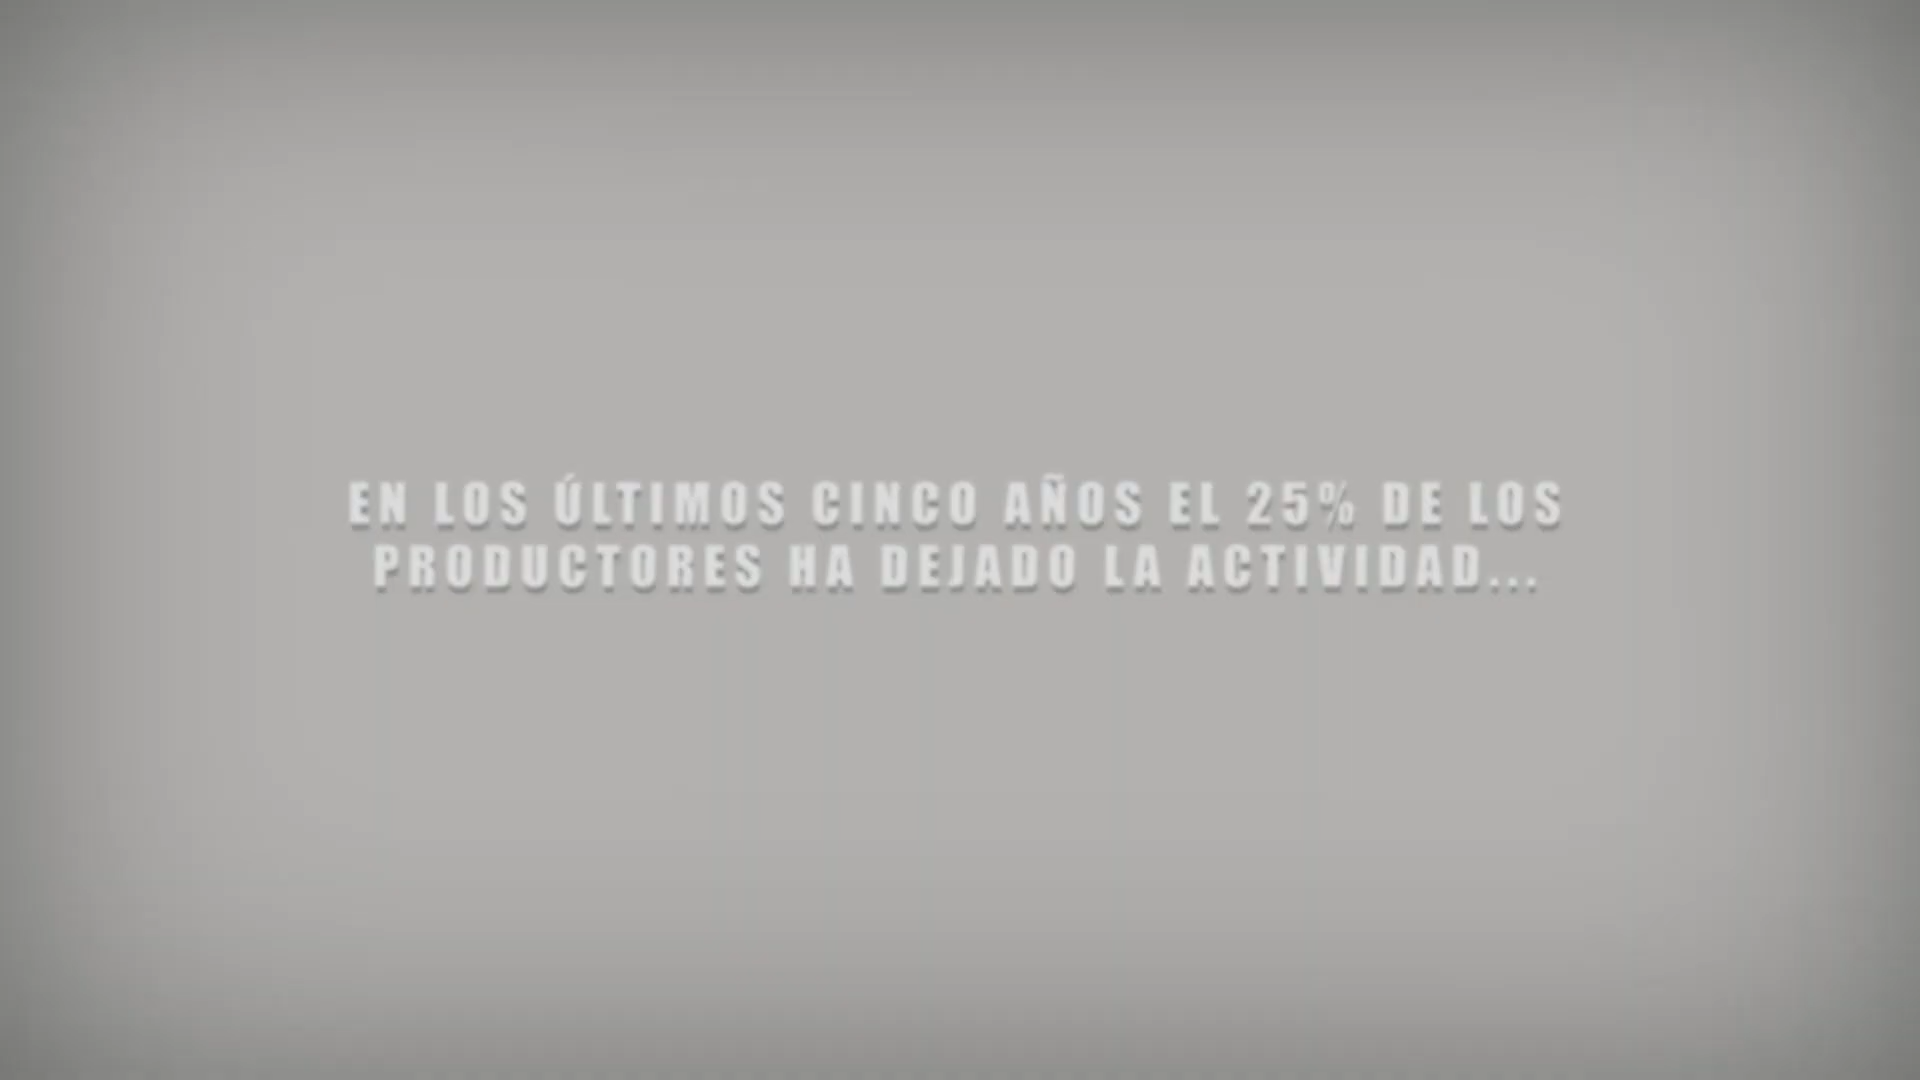 EN LOS ÚLTIMOS CINCO AÑOS EL 25% DE LOS
PRODUCTORES HA DEJADO LA ACTIVIDAD...